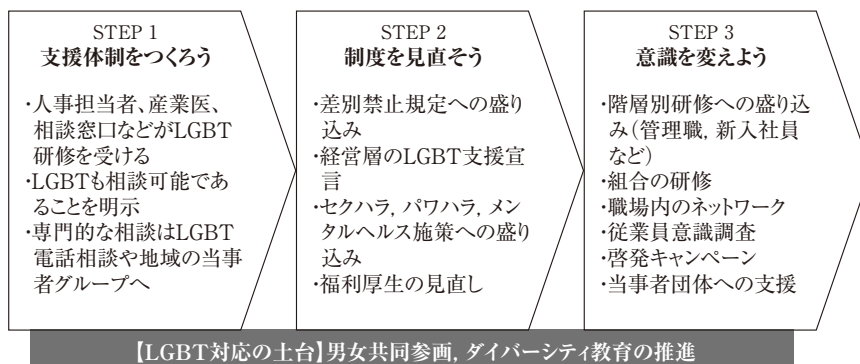 STEP 1
支援体制をつくろう
・人事担当者、産業医、
相談窓口などがLGBT
研修を受ける
・LGBTも相談可能であ
ることを明示
・専門的な相談はLGBT
電話相談や地域の当事
者グループへ
STEP 2
制度を見直そう
・差別禁止規定への盛り
込み
・経営層のLGBT支援宣
言
・セクハラ, パワハラ, メン
タルヘルス施策への盛り
込み
・福利厚生の見直し
STEP 3
意識を変えよう
・階層別研修への盛り込
み（管理職, 新入社員
など）
・組合の研修
・職場内のネットワーク
・従業員意識調査
・啓発キャンペーン
・当事者団体への支援
【LGBT対応の土台】男女共同参画, ダイバーシティ教育の推進